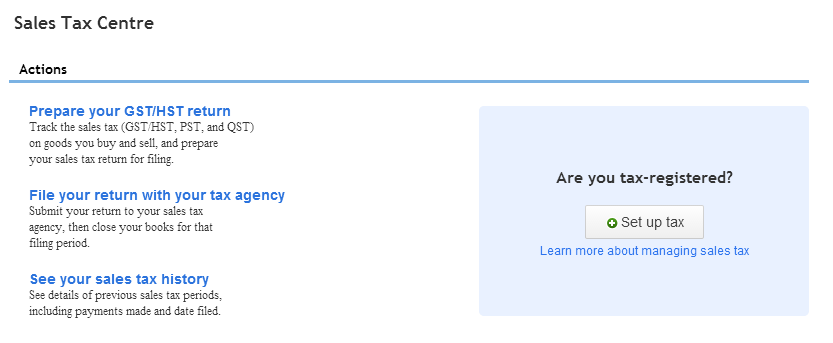 Sales Tax Centre
Actions
Prepare your GST/HST return
Track the sales tax (GST/HST, PST, and QST)
on goods you buy and sell, and prepare
your sales tax return for filing.
File your return with your tax agency
Submit your return to your sales tax
agency, then close your books for that
filing period.
See your sales tax history
See details of previous sales tax periods,
including payments made and date filed.
Are you tax-registered?
Set up tax
Learn more about managing sales tax